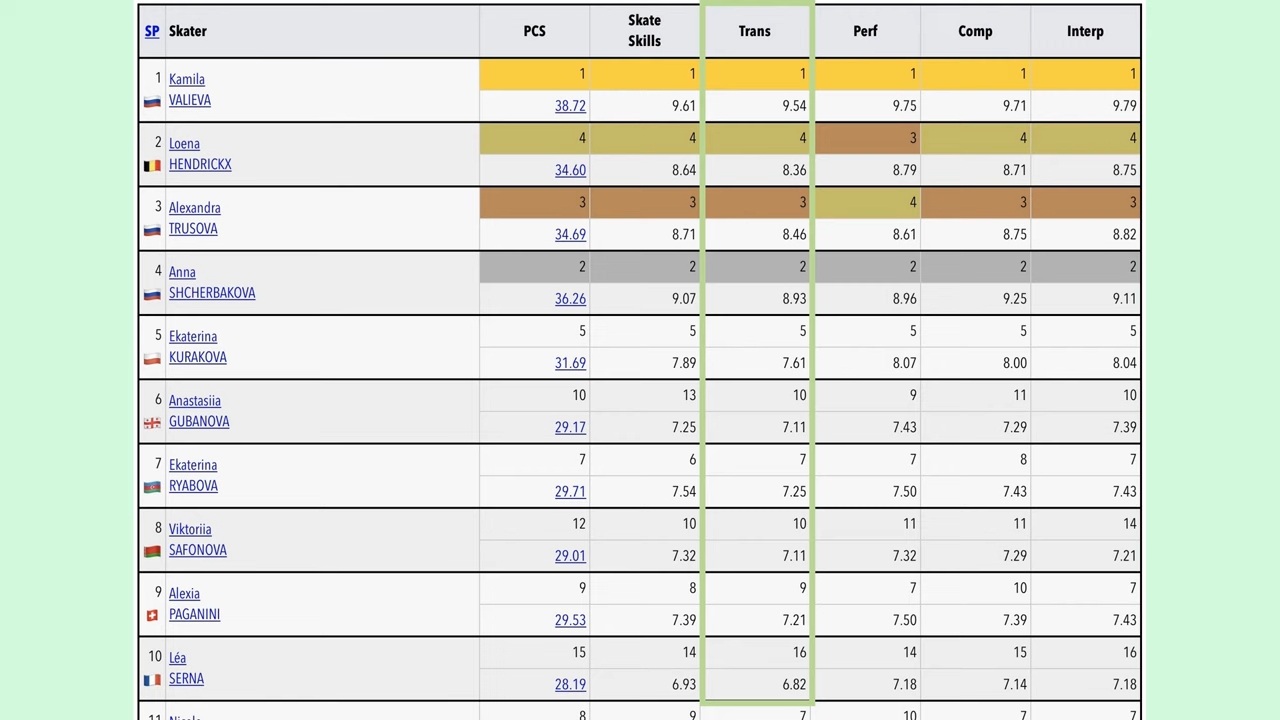 SP Skater PCS Skate Skills Trans Perf Comp Interp
1 Kamila 1 1 1 1 1 1
VALIEVA 38.72 9.61 9.54 9.75 9.71 9.79
2 Loena 4 4 4 3 4 4
HENDRICKX 34.60 8.64 8.36 8.79 8.71 8.75
3 Alexandra 3 3 3 4 3 3
TRUSOVA 34.69 8.71 8.46 8.61 8.75 8.82
4 Anna 2 2 2 2 2 2
SHCHERBAKOVA 36.26 9.07 8.93 8.96 9.25 9.11
5 Ekaterina 5 5 5 5 5 5
KURAKOVA 31.69 7.89 7.61 8.07 8.00 8.04
6 Anastasiia 10 13 10 9 11 10
GUBANOVA 29.17 7.25 7.11 7.43 7.29 7.39
7 Ekaterina 7 6 7 7 8 7
RYABOVA 29.71 7.54 7.25 7.50 7.43 7.43
8 Viktoriia 12 10 10 11 11 14
SAFONOVA 29.01 7.32 7.11 7.32 7.29 7.21
9 Alexia 9 8 9 7 10 7
PAGANINI 29.53 7.39 7.21 7.50 7.39 7.43
10 Léa 15 14 16 14 15 16
SERNA 28.19 6.93 6.82 7.18 7.14 7.18
8 9 7 10 7 7